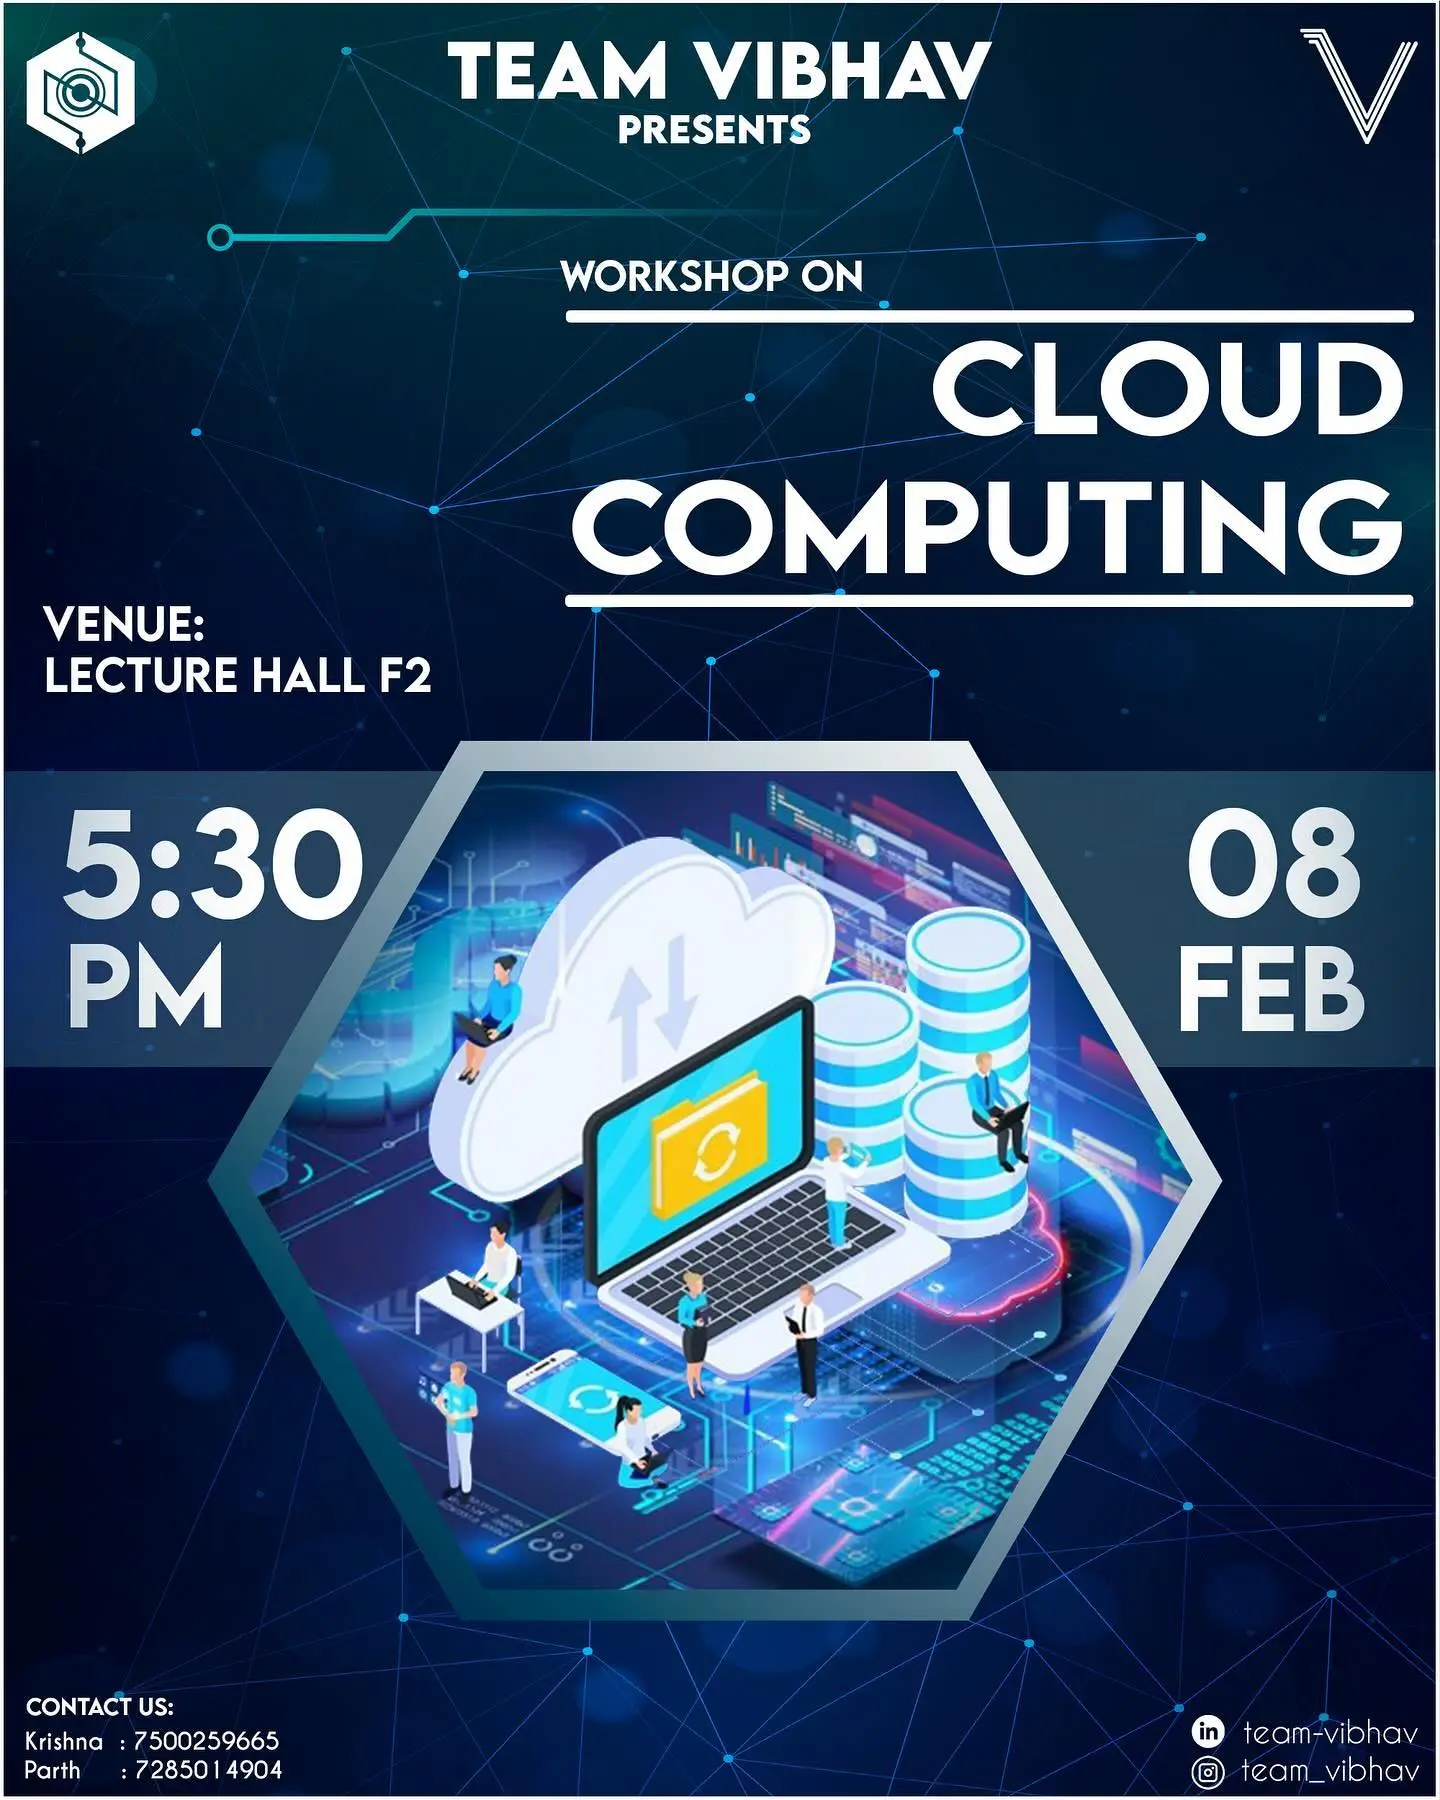 TEAM VIBHAV
PRESENTS
WORKSHOP ON
CLOUD
COMPUTING
VENUE:
LECTURE HALL F2
5:30
PM
08
FEB
CONTACT US:
Krishna : 7500259665
Parth : 7285014904
in team-vibhav
team_vibhav